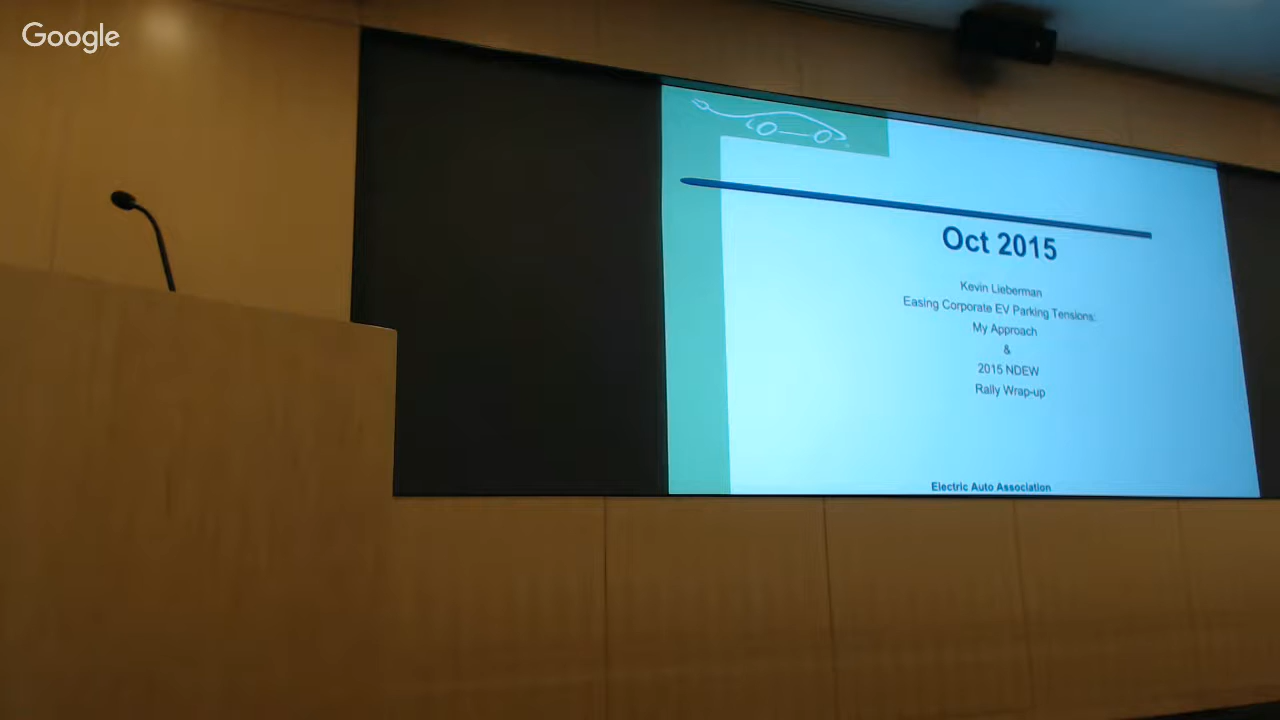 Google
Oct 2015
Kevin Lieberman
Easing Corporate EV Parking Tensions:
My Approach
&
2015 NDEW
Rally Wrap-up
Electric Auto Association